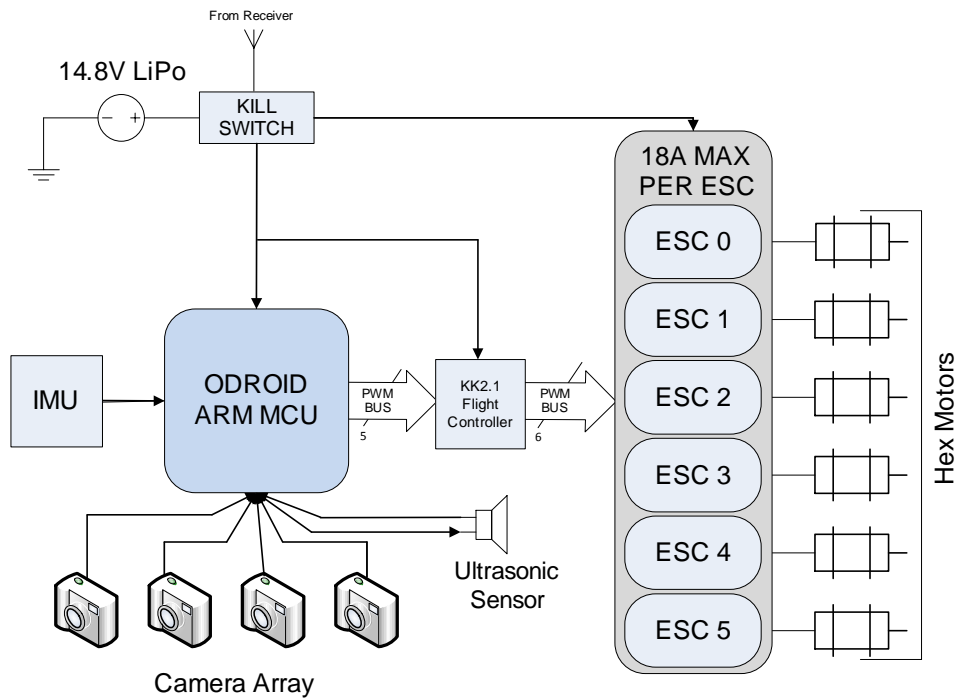 From Receiver
14.8V LiPo
− +
KILL
SWITCH
18A MAX
PER ESC
ESC 0
ESC 1
ESC 2
ESC 3
ESC 4
ESC 5
Hex Motors
IMU
ODROID
ARM MCU
PWM
BUS
5
KK2.1
Flight
Controller
PWM
BUS
6
Ultrasonic
Sensor
Camera Array